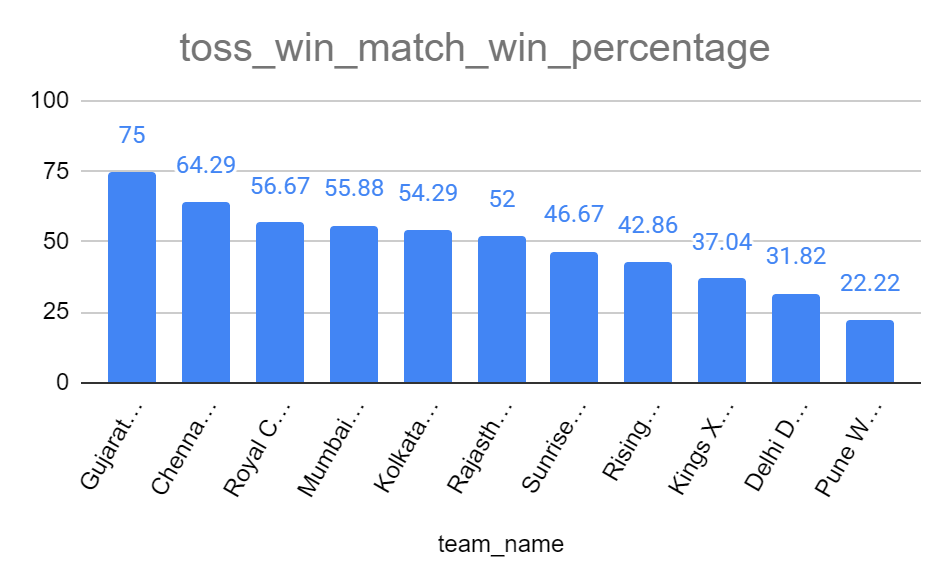 toss_win_match_win_percentage
100
75
50
25
0
75
64.29
56.67
55.88
54.29
52
46.67
42.86
37.04
31.82
22.22
Gujarat…
Chenna…
Royal C…
Mumbai…
Kolkata…
Rajasth…
Sunrise…
Rising…
Kings X…
Delhi D…
Pune W…
team_name